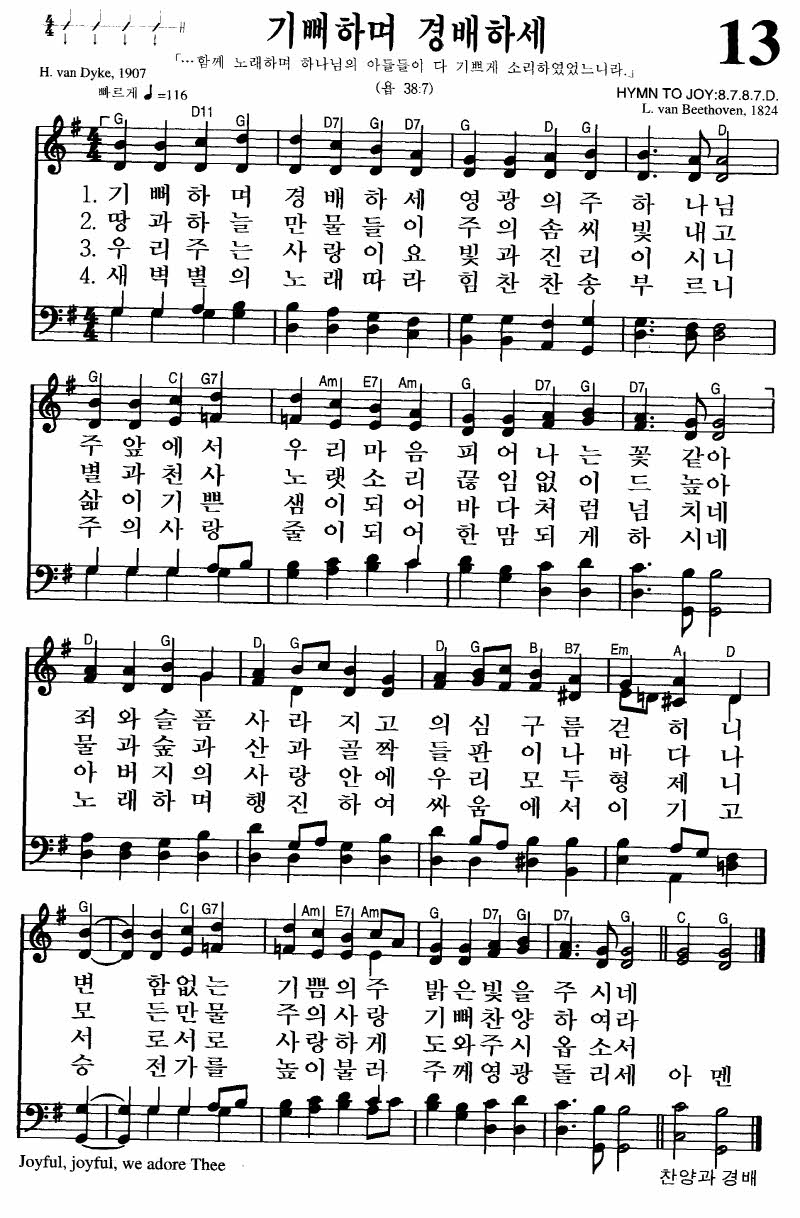 기뻐하며 경배하세
13
「…함께 노래하며 하나님의 아들들이 다 기쁘게 소리하였었느니라.」
(욥 38:7)
H. van Dyke, 1907
빠르게 ♩=116
HYMN TO JOY:8.7.8.7.D.
L. van Beethoven, 1824
G D11 G D7 G D7 G D G D
1. 기 뻐 하 며 경 배 하 세 영 광 의 주 하 나 님
2. 땅 과 하 늘 만 물 들 이 주 의 솜 씨 빛 내 고
3. 우 리 주 는 사 랑 이 요 빛 과 진 리 이 시 니
4. 새 벽 별 의 노 래 따 라 힘 찬 찬 송 부 르 니
G C G7 Am E7 Am G D7 G D7 G
주 앞 에 서 우 리 마 음 피 어 나 는 꽃 같 아
별 과 천 사 노 랫 소 리 끊 임 없 이 드 높 아
삶 이 기 쁜 샘 이 되 어 바 다 처 럼 넘 치 네
주 의 사 랑 줄 이 되 어 한 맘 되 게 하 시 네
D G D G D G B B7 Em A D
죄 와 슬 픔 사 라 지 고 의 심 구 름 걷 히 니
물 과 숲 과 산 과 골 짝 들 판 이 나 바 다 나
아 버 지 의 사 랑 안 에 우 리 모 두 형 제 니
노 래 하 며 행 진 하 여 싸 움 에 서 이 기 고
G C G7 Am E7 Am G D7 G D7 G C G
변 함 없 는 기 쁨 의 주 밝 은 빛 을 주 시 네
모 든 만 물 주 의 사 랑 기 뻐 찬 양 하 여 라
서 로 서 로 사 랑 하 게 도 와 주 시 옵 소 서
승 전 가 를 높 이 불 러 주 께 영 광 돌 리 세 아 멘
Joyful, joyful, we adore Thee
찬양과 경배